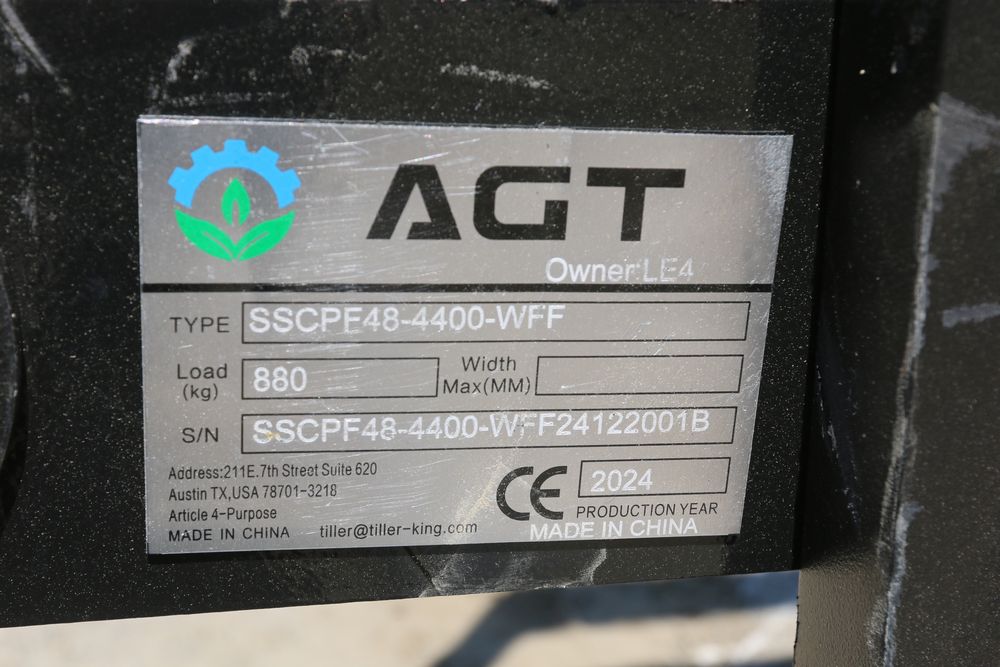 AGT
Owner:LE4
TYPE SSCPF48-4400-WFF
Load (kg) 880 Width Max(MM)
S/N SSCPF48-4400-WFF24122001B
Address:211E.7th Street Suite 620
Austin TX,USA 78701-3218
Article 4-Purpose
MADE IN CHINA tiller@tiller-king.com
CE 2024
PRODUCTION YEAR
MADE IN CHINA